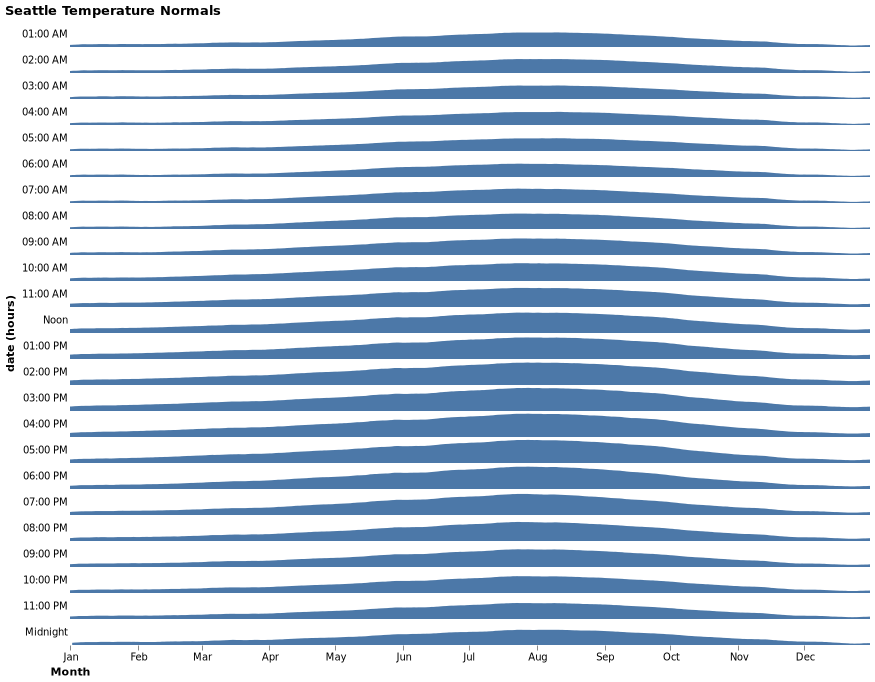 Seattle Temperature Normals
01:00 AM
02:00 AM
03:00 AM
04:00 AM
05:00 AM
06:00 AM
07:00 AM
08:00 AM
09:00 AM
10:00 AM
11:00 AM
Noon
01:00 PM
02:00 PM
03:00 PM
04:00 PM
05:00 PM
06:00 PM
07:00 PM
08:00 PM
09:00 PM
10:00 PM
11:00 PM
Midnight
date (hours)
Jan Feb Mar Apr May Jun Jul Aug Sep Oct Nov Dec
Month